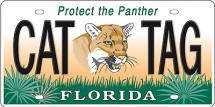 Protect the Panther
CAT TAG
FLORIDA